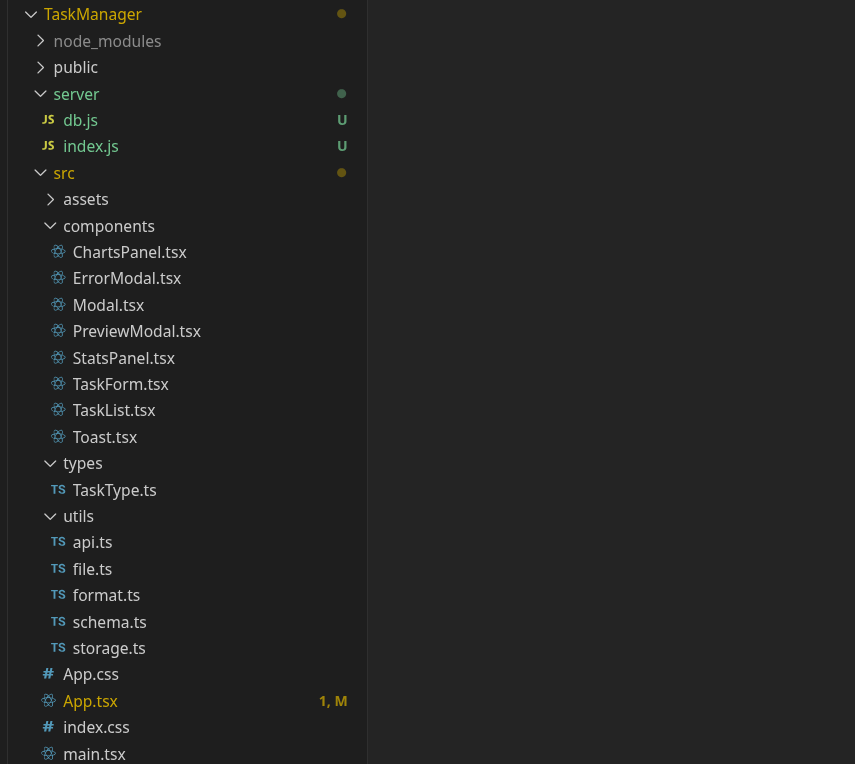 TaskManager
node_modules
public
server
JS db.js U
JS index.js U
src
assets
components
ChartsPanel.tsx
ErrorModal.tsx
Modal.tsx
PreviewModal.tsx
StatsPanel.tsx
TaskForm.tsx
TaskList.tsx
Toast.tsx
types
TS TaskType.ts
utils
TS api.ts
TS file.ts
TS format.ts
TS schema.ts
TS storage.ts
# App.css
App.tsx 1, M
# index.css
main.tsx